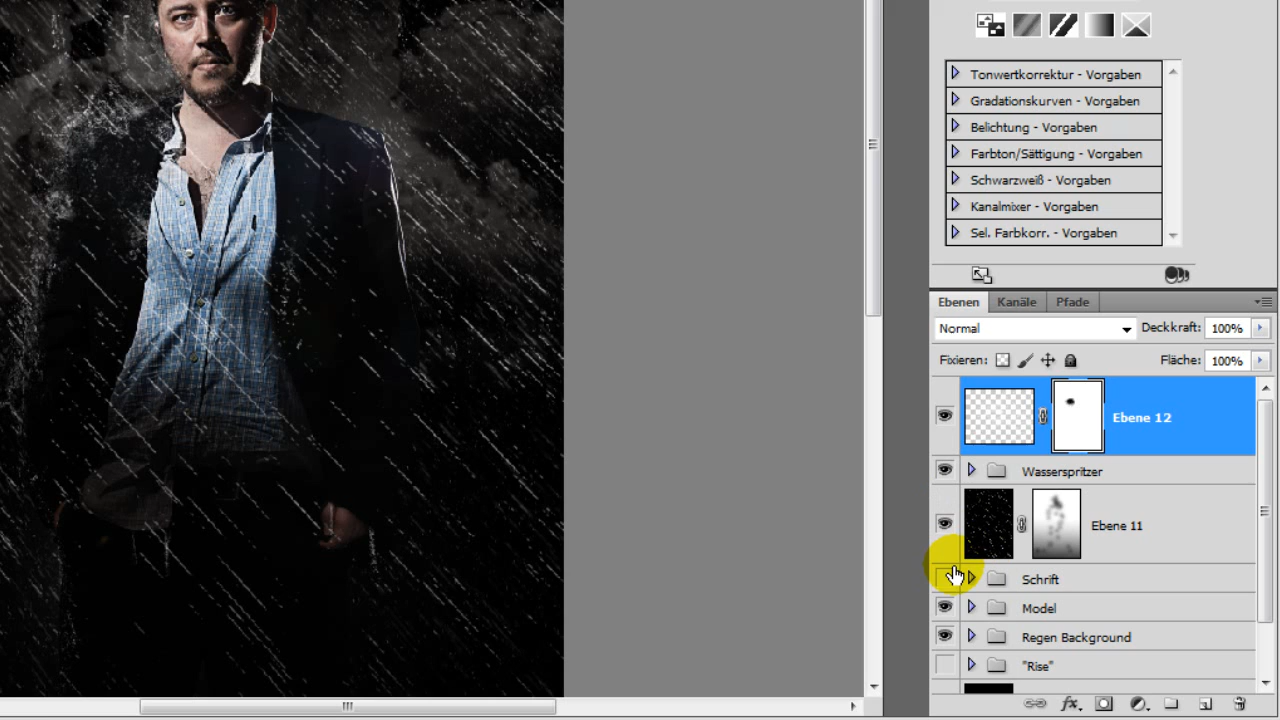 Tonwertkorrektur - Vorgaben
Gradationskurven - Vorgaben
Belichtung - Vorgaben
Farbton/Sättigung - Vorgaben
Schwarzweiß - Vorgaben
Kanalmixer - Vorgaben
Sel. Farbkorr. - Vorgaben
Ebenen Kanäle Pfade
Normal Deckkraft: 100%
Fixieren: Fläche: 100%
Ebene 12
Wasserspritzer
Ebene 11
Schrift
Model
Regen Background
"Rise"
fx